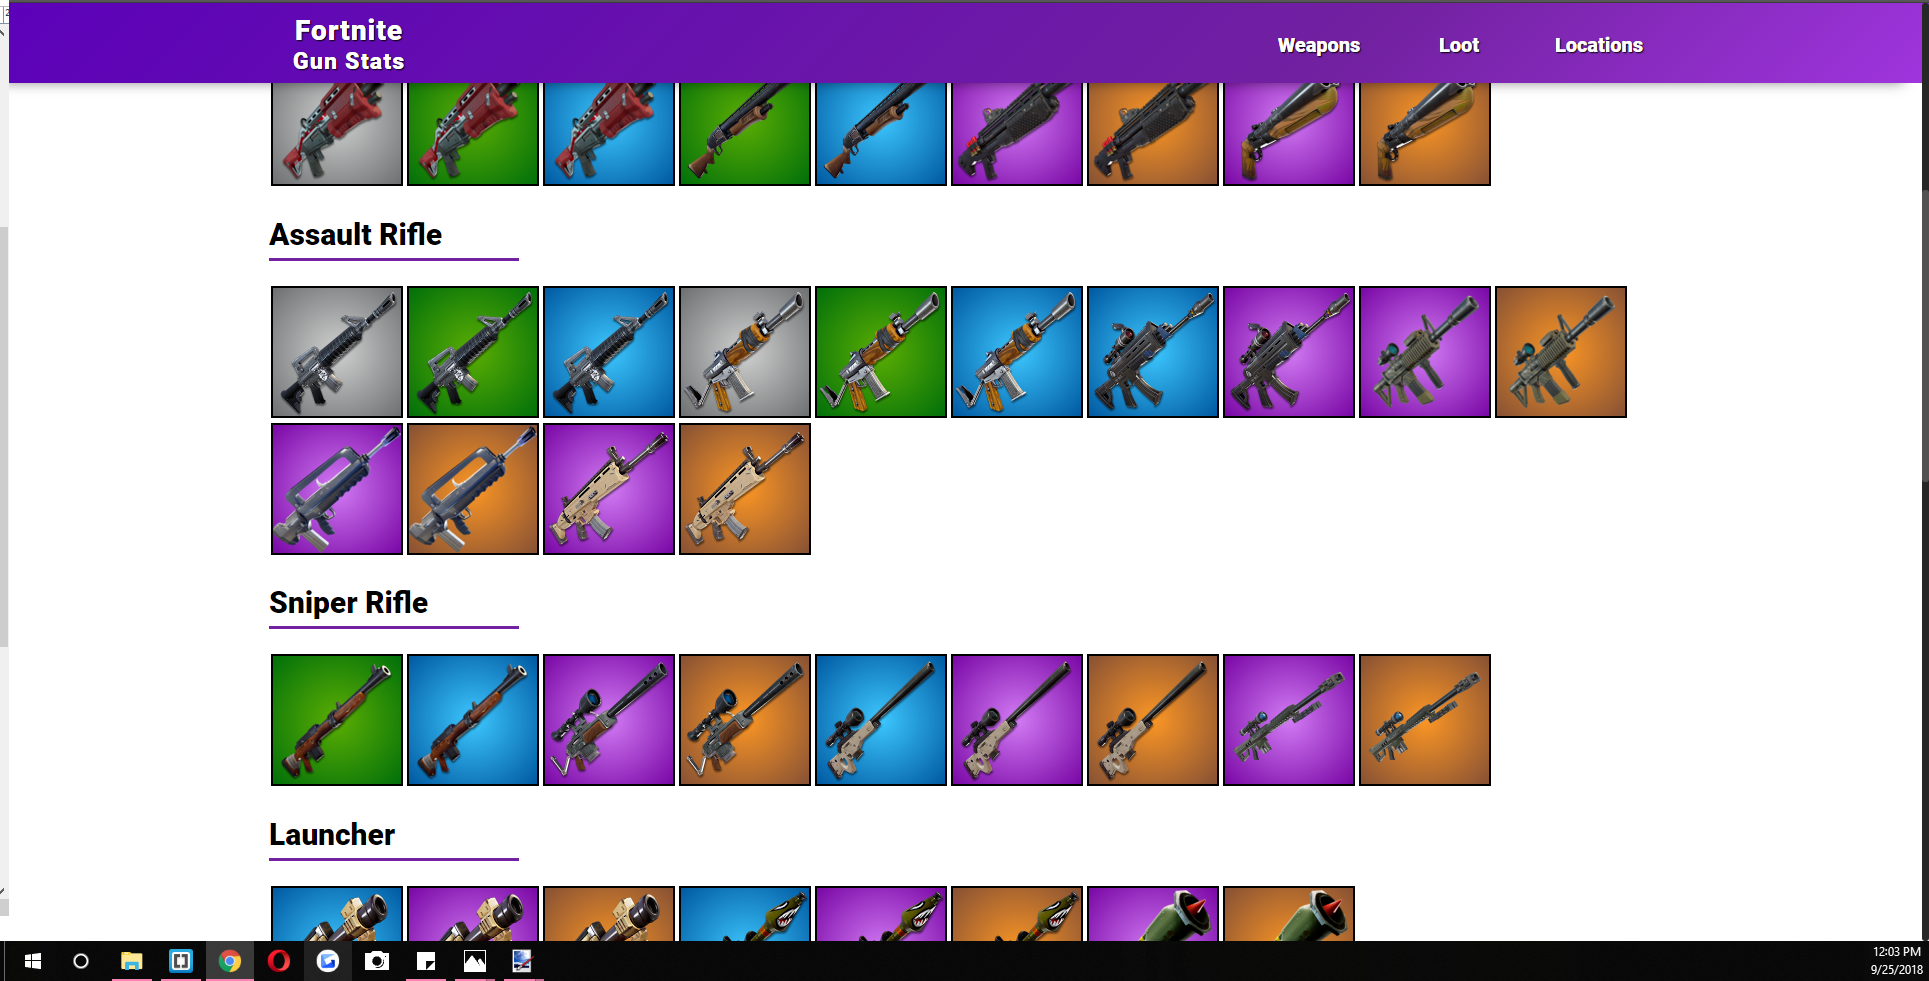 Fortnite
Gun Stats
Weapons
Loot
Locations
Assault Rifle
Sniper Rifle
Launcher
12:03 PM
9/25/2018